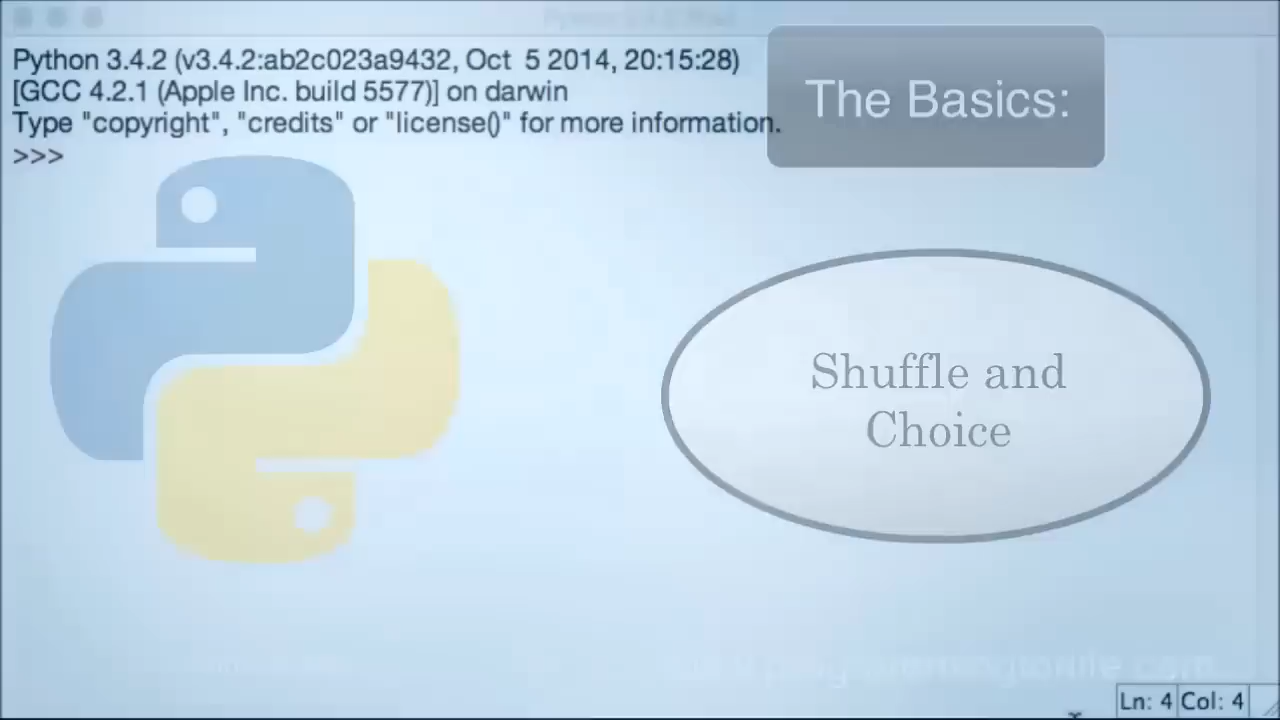 Python 3.4.2 (v3.4.2:ab2c023a9432, Oct  5 2014, 20:15:28)
[GCC 4.2.1 (Apple Inc. build 5577)] on darwin
Type "copyright", "credits" or "license()" for more information.
>>>
The Basics:
Shuffle and
Choice
Ln: 4 Col: 4